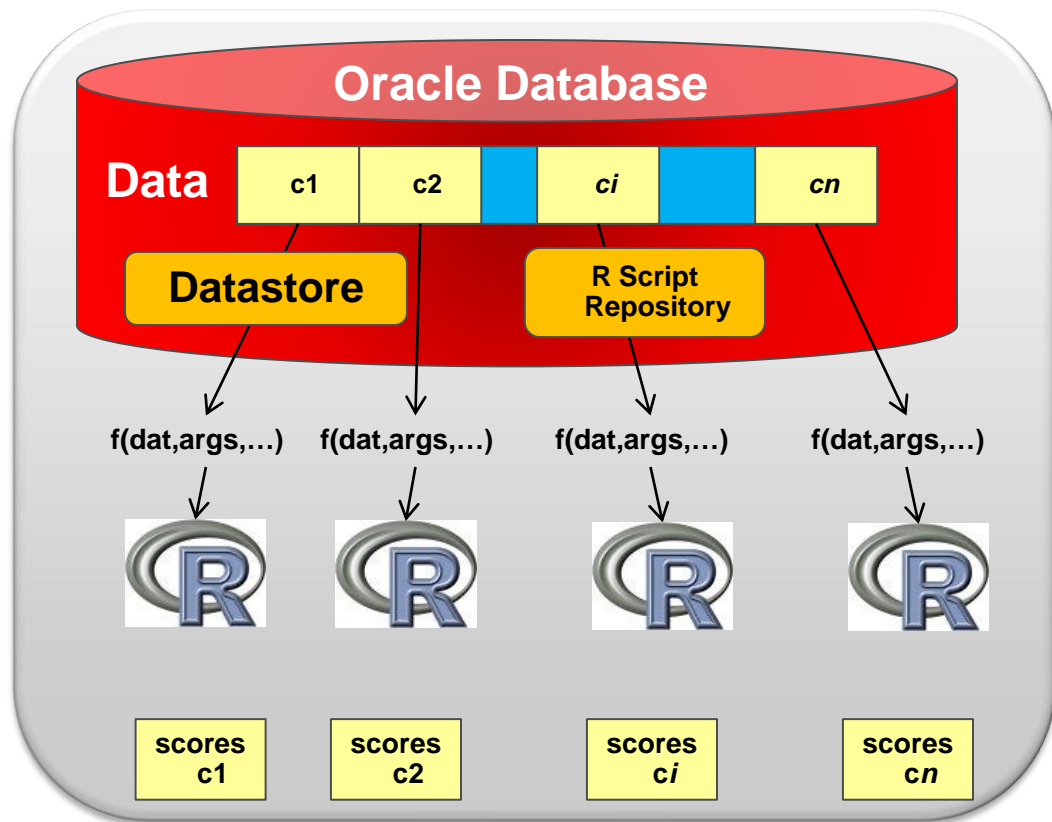 Oracle Database
Data
c1
c2
ci
cn
Datastore
R Script
Repository
f(dat,args,…)
f(dat,args,…)
f(dat,args,…)
f(dat,args,…)
R
R
R
R
scores
c1
scores
c2
scores
ci
scores
cn